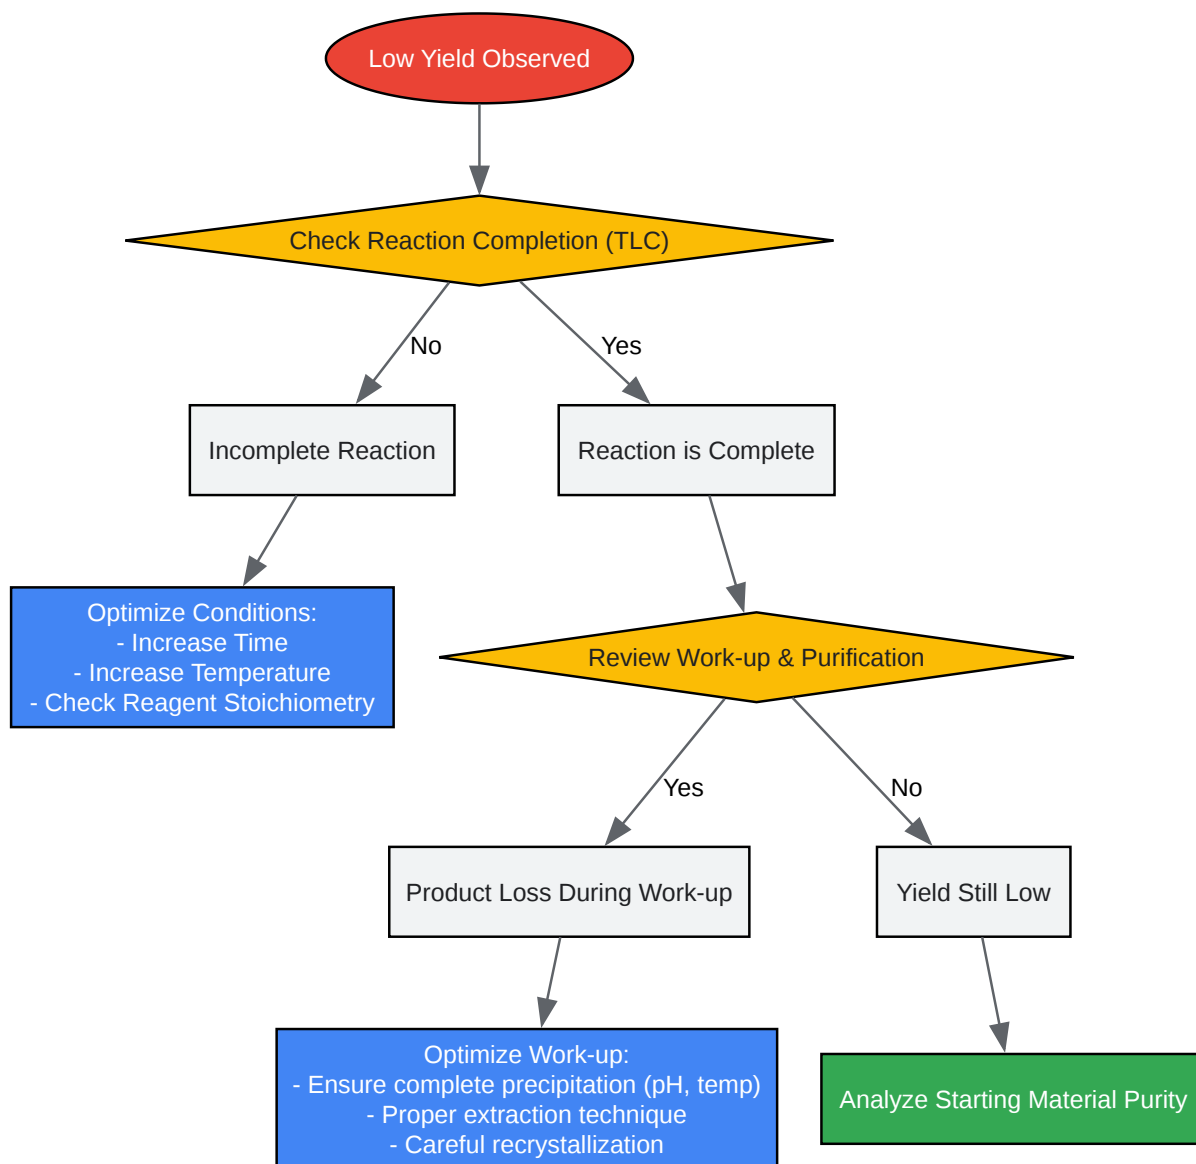 Low Yield Observed
Check Reaction Completion (TLC)
No
Yes
Incomplete Reaction
Reaction is Complete
Optimize Conditions:
- Increase Time
- Increase Temperature
- Check Reagent Stoichiometry
Review Work-up & Purification
Yes
No
Product Loss During Work-up
Yield Still Low
Optimize Work-up:
- Ensure complete precipitation (pH, temp)
- Proper extraction technique
- Careful recrystallization
Analyze Starting Material Purity